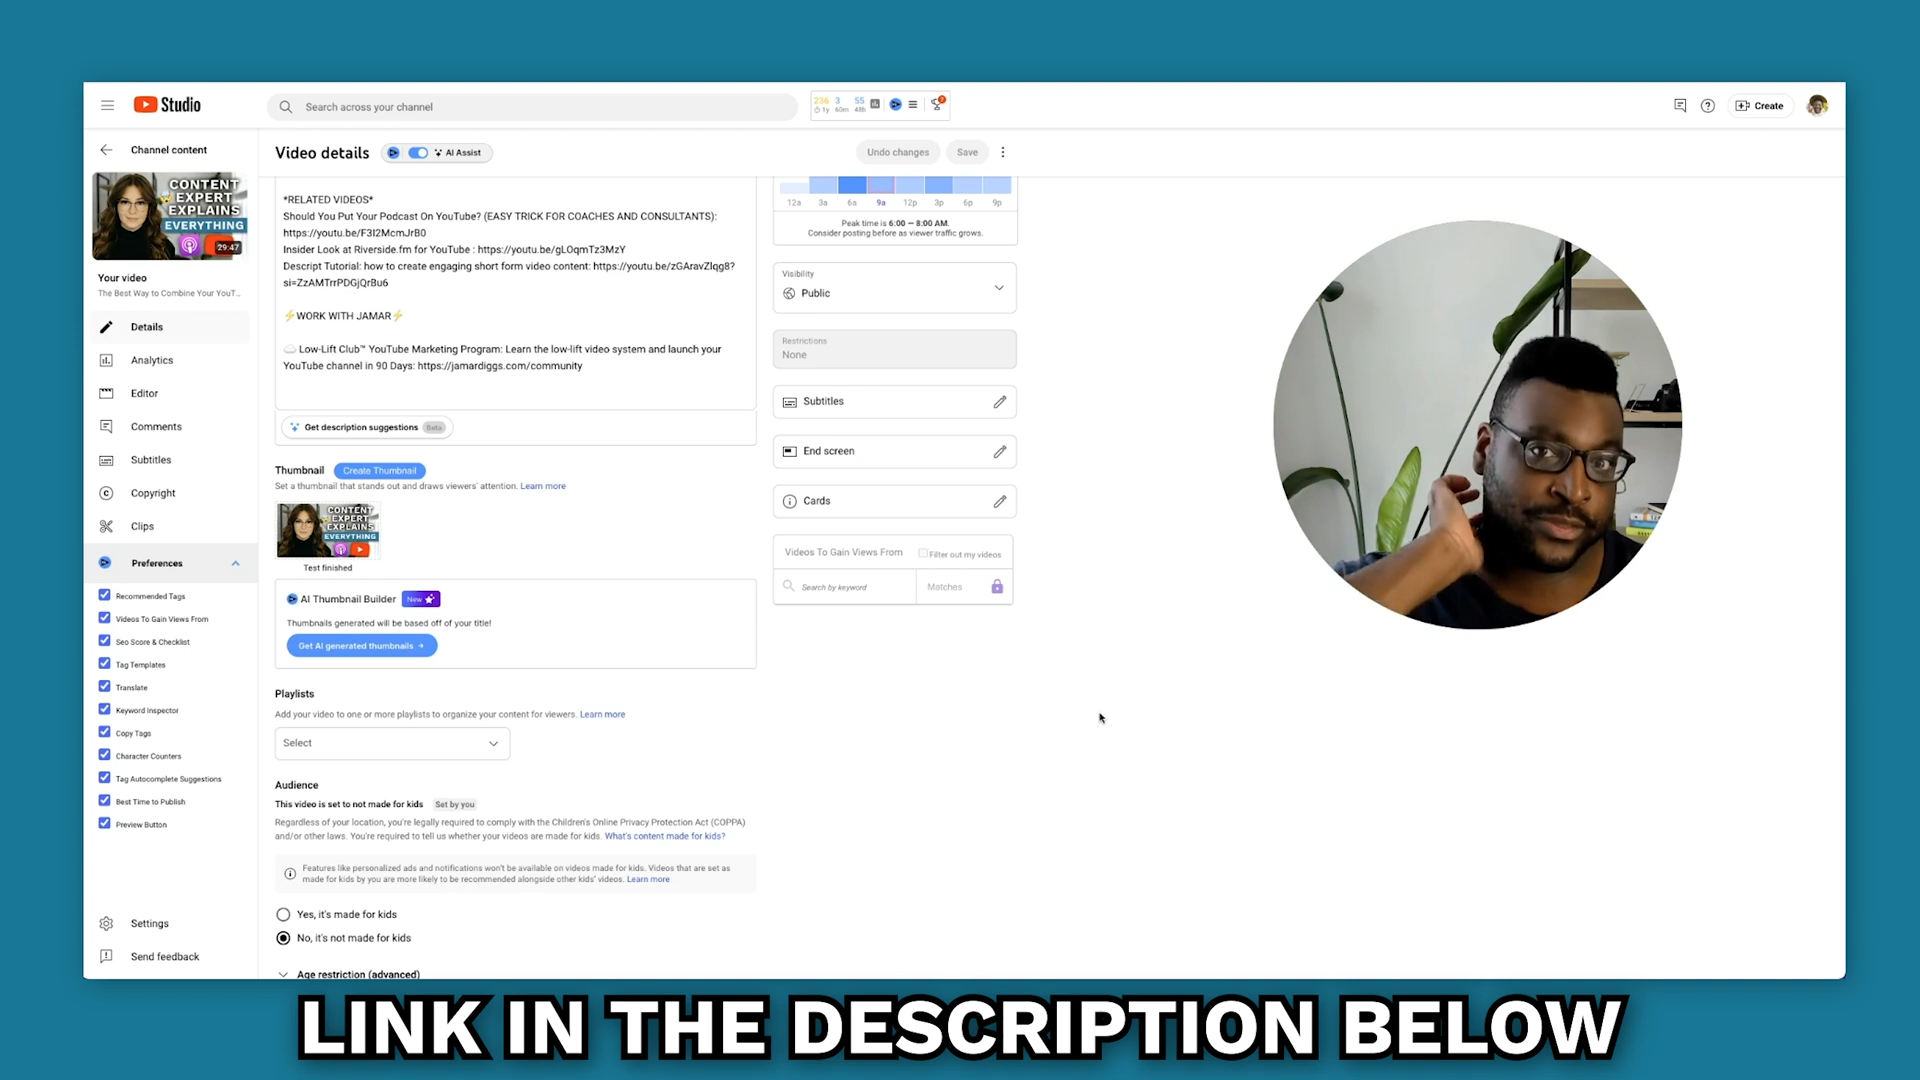 Studio
Search across your channel
236 3 55
1y 60m 48h
7
Create
Channel content
Video details
AI Assist
Undo changes
Save
CONTENT
EXPERT
EXPLAINS
EVERYTHING
29:47
Your video
The Best Way to Combine Your YouT...
Details
Analytics
Editor
Comments
Subtitles
Copyright
Clips
Preferences
Recommended Tags
Videos To Gain Views From
Seo Score & Checklist
Tag Templates
Translate
Keyword Inspector
Copy Tags
Character Counters
Tag Autocomplete Suggestions
Best Time to Publish
Preview Button
Settings
Send feedback
*RELATED VIDEOS*
Should You Put Your Podcast On YouTube? (EASY TRICK FOR COACHES AND CONSULTANTS):
https://youtu.be/F3I2McmJrB0
Insider Look at Riverside.fm for YouTube : https://youtu.be/gLOqmTz3MzY
Descript Tutorial: how to create engaging short form video content: https://youtu.be/zGAravZlqg8?
si=ZzAMTrrPDGjQrBu6
⚡WORK WITH JAMAR⚡
☁️ Low-Lift Club™ YouTube Marketing Program: Learn the low-lift video system and launch your
YouTube channel in 90 Days: https://jamardiggs.com/community
Get description suggestions Beta
Thumbnail
Create Thumbnail
Set a thumbnail that stands out and draws viewers' attention. Learn more
CONTENT
EXPERT
EXPLAINS
EVERYTHING
Test finished
AI Thumbnail Builder New
Thumbnails generated will be based off of your title!
Get AI generated thumbnails →
Playlists
Add your video to one or more playlists to organize your content for viewers. Learn more
Select
Audience
This video is set to not made for kids Set by you
Regardless of your location, you're legally required to comply with the Children's Online Privacy Protection Act (COPPA)
and/or other laws. You're required to tell us whether your videos are made for kids. What's content made for kids?
Features like personalized ads and notifications won't be available on videos made for kids. Videos that are set as
made for kids by you are more likely to be recommended alongside other kids' videos. Learn more
Yes, it's made for kids
No, it's not made for kids
Age restriction (advanced)
12a 3a 6a 9a 12p 3p 6p 9p
Peak time is 6:00 – 8:00 AM.
Consider posting before as viewer traffic grows.
Visibility
Public
Restrictions
None
Subtitles
End screen
Cards
Videos To Gain Views From
Filter out my videos
Search by keyword
Matches
LINK IN THE DESCRIPTION BELOW